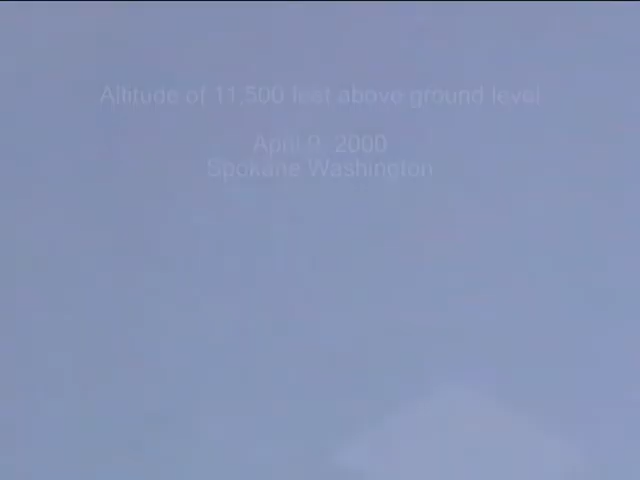 Altitude of 11,500 feet above ground level
April 9, 2000
Spokane Washington